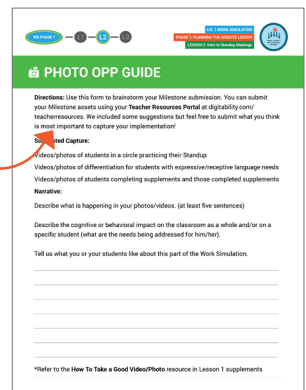 LVL 1 WORK SIMULATION
WS PHASE 1
L1
L2
L3
PHASE 1: PLANNING THE WEBSITE LESSON
LESSON 2: Intro to Standup Meetings
PHOTO OPP GUIDE
Directions: Use this form to brainstorm your Milestone submission. You can submit
your Milestone assets using your Teacher Resources Portal at digitability.com/
teacherresources. We included some suggestions but feel free to submit what you think
is most important to capture your implementation!
Capture:
Videos/photos of students in a circle practicing their Standup
Videos/photos of differentiation for students with expressive/receptive language needs
Videos/photos of students completing supplements and those completed supplements
Narrative:
Describe what is happening in your photos/videos. (at least five sentences)
Describe the cognitive or behavioral impact on the classroom as a whole and/or on a
specific student (what are the needs being addressed for him/her).
Tell us what you or your students like about this part of the Work Simulation.
*Refer to the How To Take a Good Video/Photo resource in Lesson 1 supplements